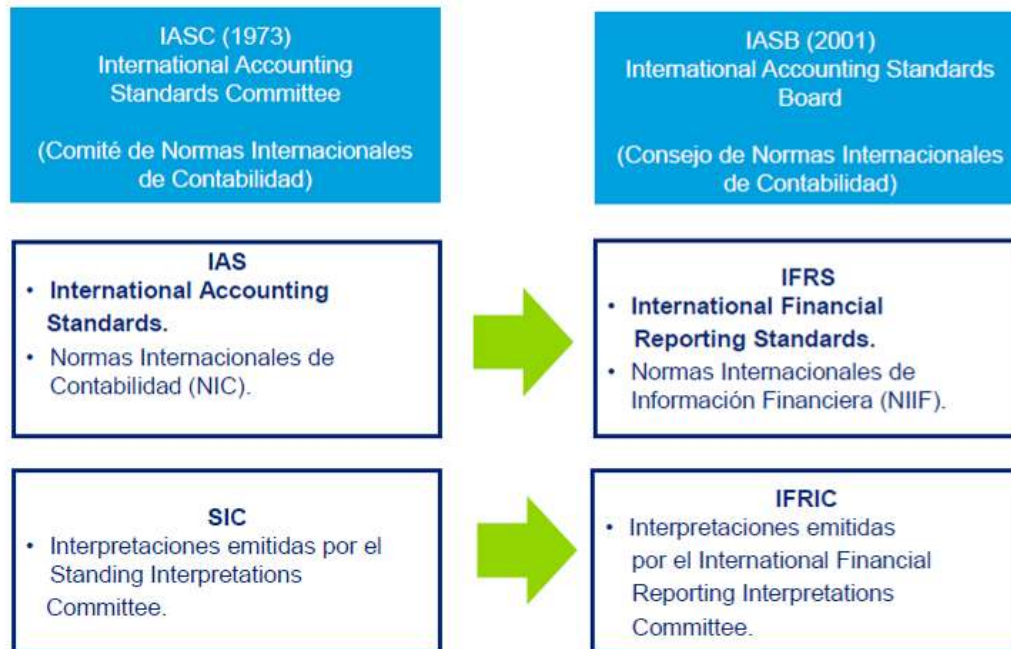 IASC (1973)
International Accounting
Standards Committee
(Comité de Normas Internacionales
de Contabilidad)
IASB (2001)
International Accounting Standards
Board
(Consejo de Normas Internacionales
de Contabilidad)
IAS
• International Accounting
Standards.
• Normas Internacionales de
Contabilidad (NIC).
IFRS
• International Financial
Reporting Standards.
• Normas Internacionales de
Información Financiera (NIIF).
SIC
• Interpretaciones emitidas por el
Standing Interpretations
Committee.
IFRIC
• Interpretaciones emitidas
por el International Financial
Reporting Interpretations
Committee.